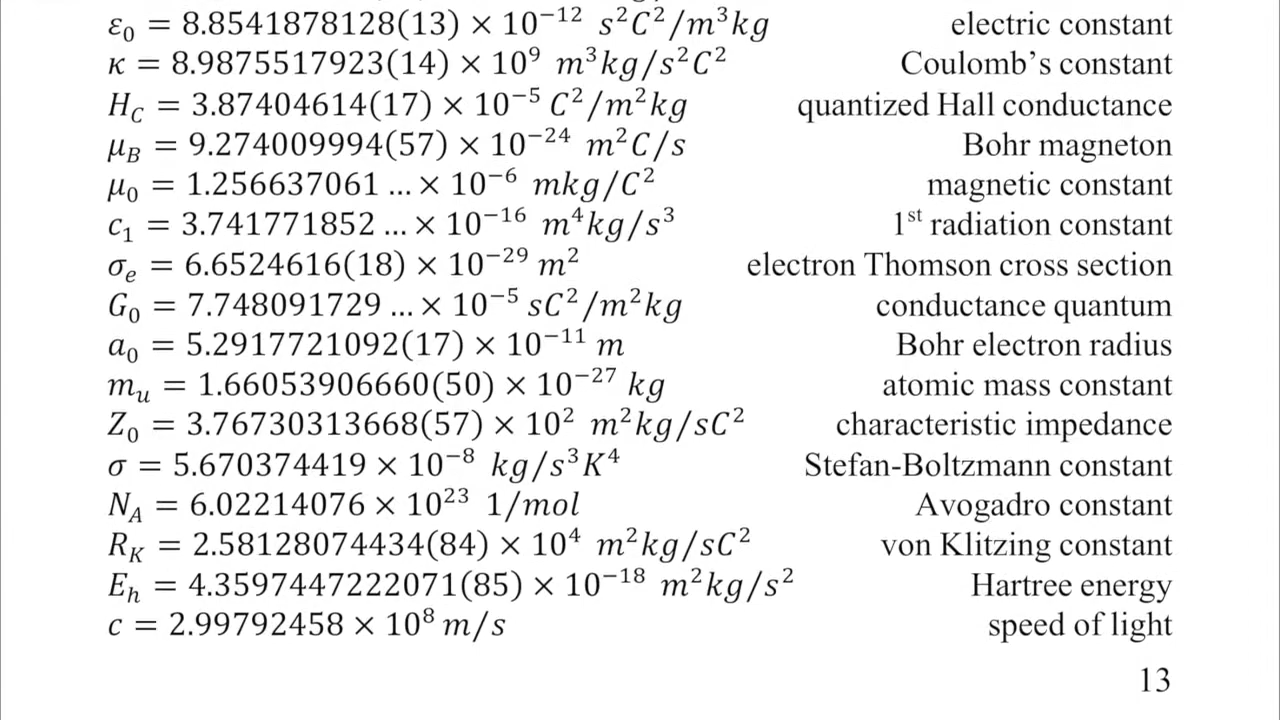 ε₀ = 8.8541878128(13) × 10⁻¹² s²C²/m³kg electric constant
κ = 8.9875517923(14) × 10⁹ m³kg/s²C² Coulomb's constant
H_C = 3.87404614(17) × 10⁻⁵ C²/m²kg quantized Hall conductance
μ_B = 9.274009994(57) × 10⁻²⁴ m²C/s Bohr magneton
μ₀ = 1.256637061 ... × 10⁻⁶ mkg/C² magnetic constant
c₁ = 3.741771852 ... × 10⁻¹⁶ m⁴kg/s³ 1ˢᵗ radiation constant
σₑ = 6.6524616(18) × 10⁻²⁹ m² electron Thomson cross section
G₀ = 7.748091729 ... × 10⁻⁵ sC²/m²kg conductance quantum
a₀ = 5.2917721092(17) × 10⁻¹¹ m Bohr electron radius
mᵤ = 1.66053906660(50) × 10⁻²⁷ kg atomic mass constant
Z₀ = 3.76730313668(57) × 10² m²kg/sC² characteristic impedance
σ = 5.670374419 × 10⁻⁸ kg/s³K⁴ Stefan-Boltzmann constant
N_A = 6.02214076 × 10²³ 1/mol Avogadro constant
R_K = 2.58128074434(84) × 10⁴ m²kg/sC² von Klitzing constant
E_h = 4.3597447222071(85) × 10⁻¹⁸ m²kg/s² Hartree energy
c = 2.99792458 × 10⁸ m/s speed of light
13